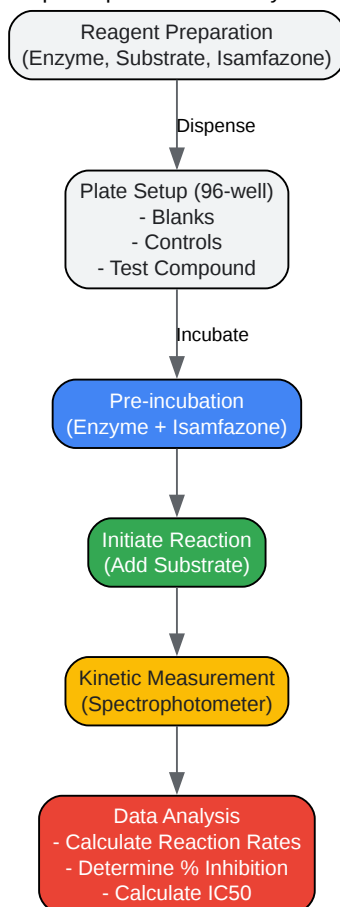 Reagent Preparation
(Enzyme, Substrate, Isamfazone)
Dispense
Plate Setup (96-well)
- Blanks
- Controls
- Test Compound
Incubate
Pre-incubation
(Enzyme + Isamfazone)
Initiate Reaction
(Add Substrate)
Kinetic Measurement
(Spectrophotometer)
Data Analysis
- Calculate Reaction Rates
- Determine % Inhibition
- Calculate IC50